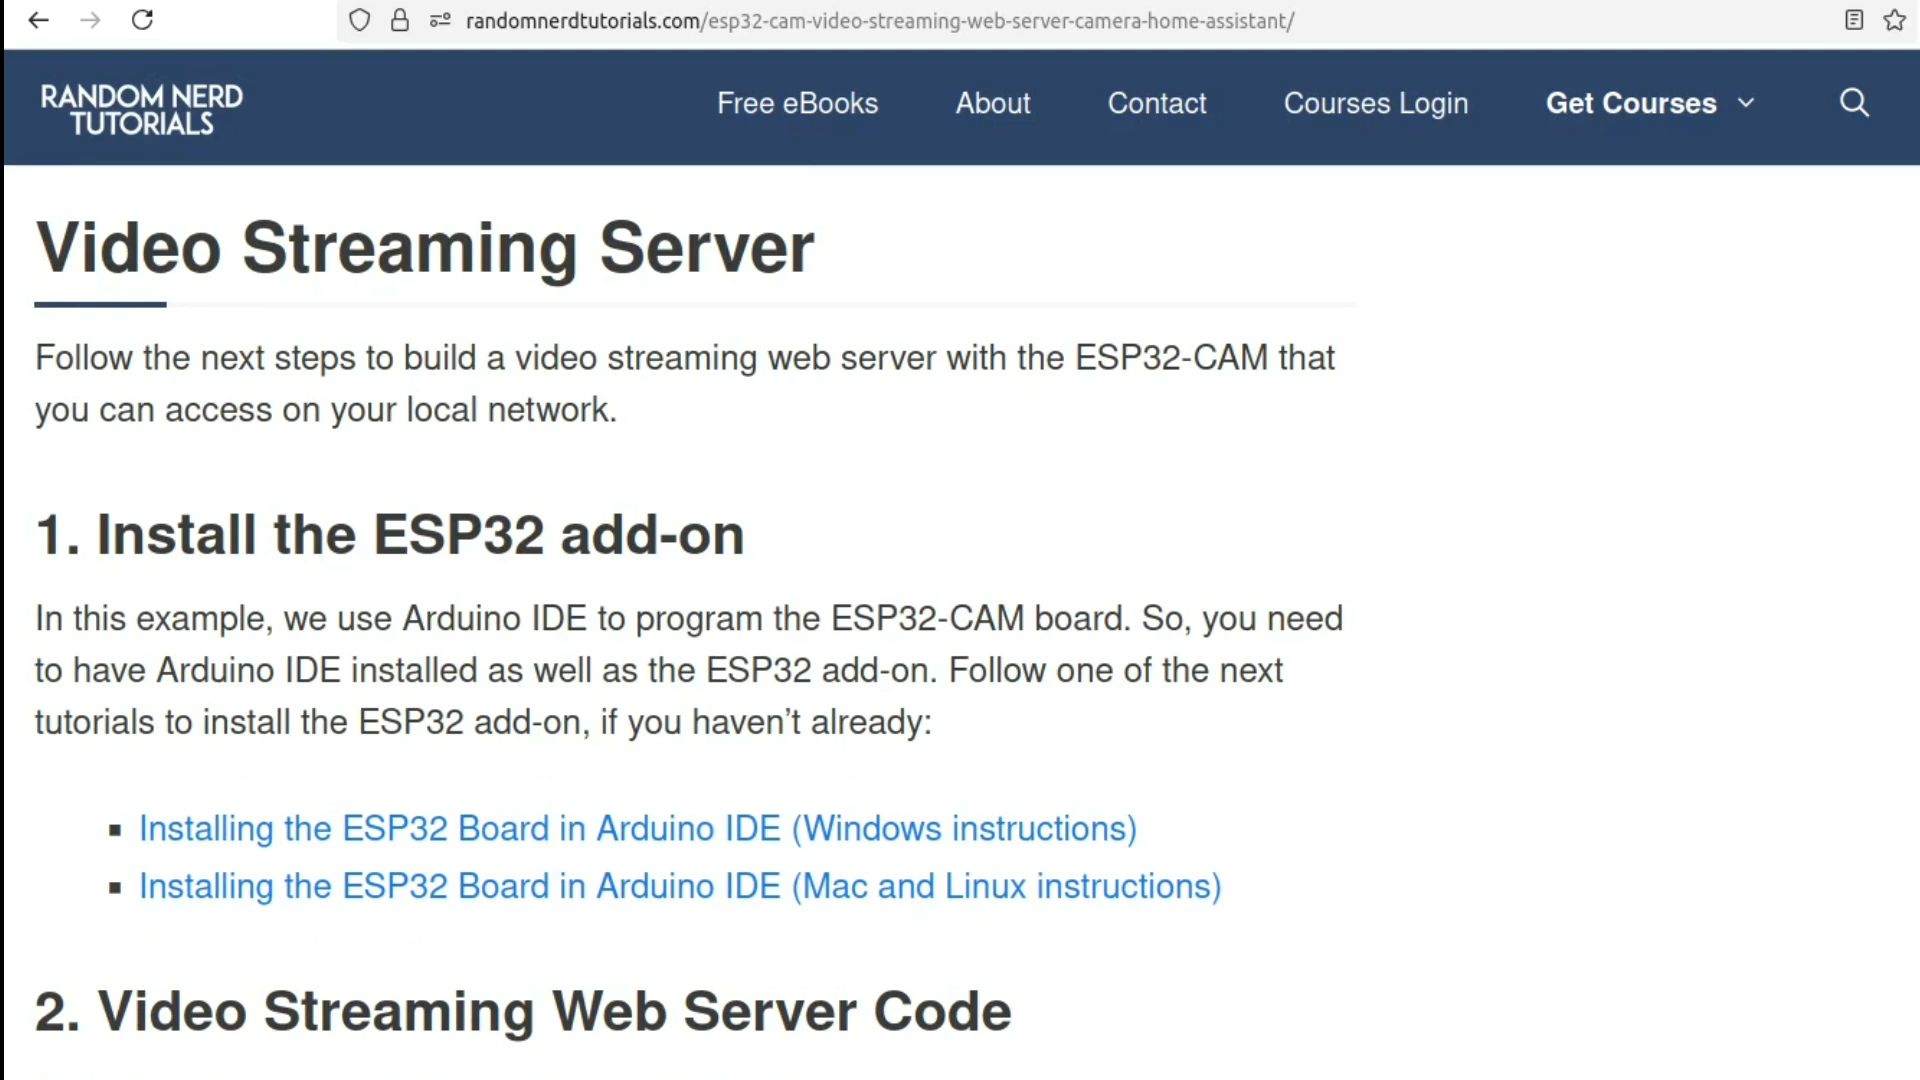 randomnerdtutorials.com/esp32-cam-video-streaming-web-server-camera-home-assistant/
RANDOM NERD
TUTORIALS
Free eBooks
About
Contact
Courses Login
Get Courses
Video Streaming Server
Follow the next steps to build a video streaming web server with the ESP32-CAM that
you can access on your local network.
1. Install the ESP32 add-on
In this example, we use Arduino IDE to program the ESP32-CAM board. So, you need
to have Arduino IDE installed as well as the ESP32 add-on. Follow one of the next
tutorials to install the ESP32 add-on, if you haven’t already:
Installing the ESP32 Board in Arduino IDE (Windows instructions)
Installing the ESP32 Board in Arduino IDE (Mac and Linux instructions)
2. Video Streaming Web Server Code